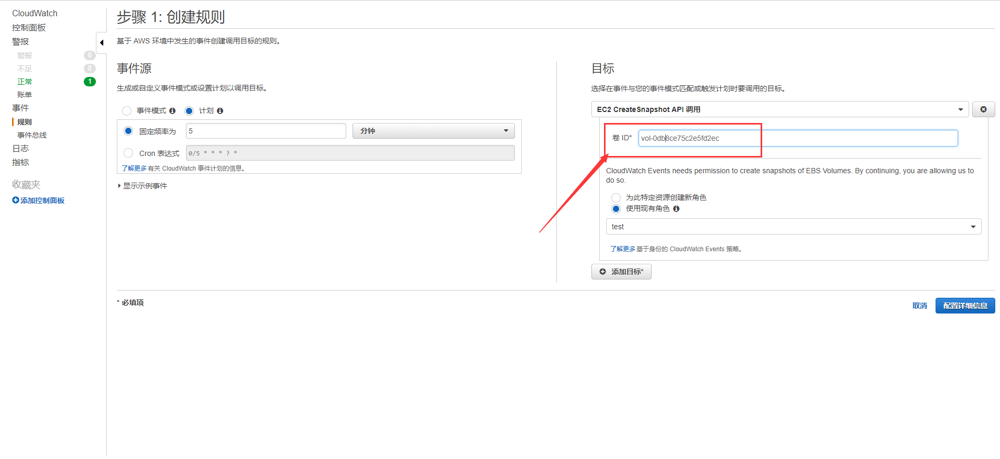 CloudWatch
控制面板
警报
警报 0
不足 0
正常 1
账单
事件
规则
事件总线
日志
指标
收藏夹
添加控制面板
步骤 1: 创建规则
基于 AWS 环境中发生的事件创建调用目标的规则。
事件源
生成或自定义事件模式或设置计划以调用目标。
事件模式 计划
固定频率为 5 分钟
Cron 表达式 0/5 * * * ? *
了解更多有关 CloudWatch 事件计划的信息。
显示示例事件
目标
选择在事件与您的事件模式匹配或触发计划时要调用的目标。
EC2 CreateSnapshot API 调用
卷 ID* vol-0db8ce75c2e5fd2ec
CloudWatch Events needs permission to create snapshots of EBS Volumes. By continuing, you are allowing us to
do so.
为此特定资源创建新角色
使用现有角色
test
了解更多基于身份的 CloudWatch Events 策略。
添加目标*
* 必填项
取消 配置详细信息